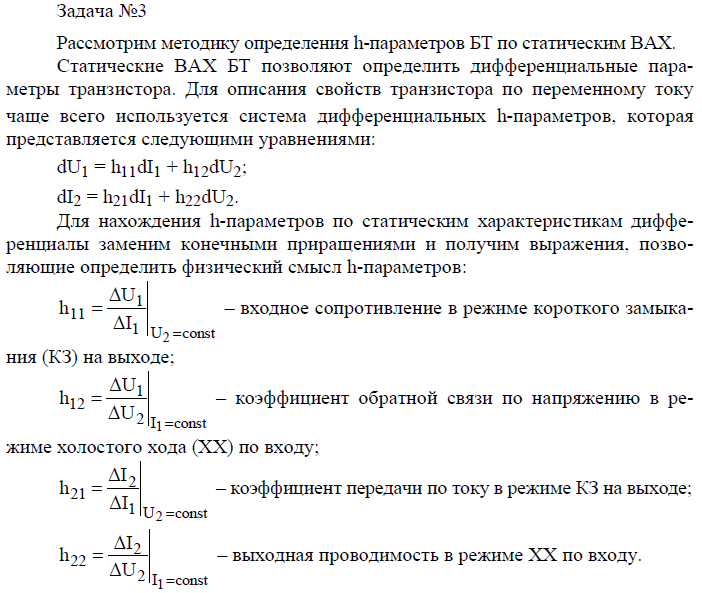 Задача №3
Рассмотрим методику определения h-параметров БТ по статическим ВАХ.
Статические ВАХ БТ позволяют определить дифференциальные пара-
метры транзистора. Для описания свойств транзистора по переменному току
чаще всего используется система дифференциальных h-параметров, которая
представляется следующими уравнениями:
dU₁ = h₁₁dI₁ + h₁₂dU₂;
dI₂ = h₂₁dI₁ + h₂₂dU₂.
Для нахождения h-параметров по статическим характеристикам диффе-
ренциалы заменим конечными приращениями и получим выражения, позво-
ляющие определить физический смысл h-параметров:
h₁₁ = ΔU₁/ΔI₁ |U₂=const – входное сопротивление в режиме короткого замыка-
ния (КЗ) на выходе;
h₁₂ = ΔU₁/ΔU₂ |I₁=const – коэффициент обратной связи по напряжению в ре-
жиме холостого хода (ХХ) по входу;
h₂₁ = ΔI₂/ΔI₁ |U₂=const – коэффициент передачи по току в режиме КЗ на выходе;
h₂₂ = ΔI₂/ΔU₂ |I₁=const – выходная проводимость в режиме ХХ по входу.